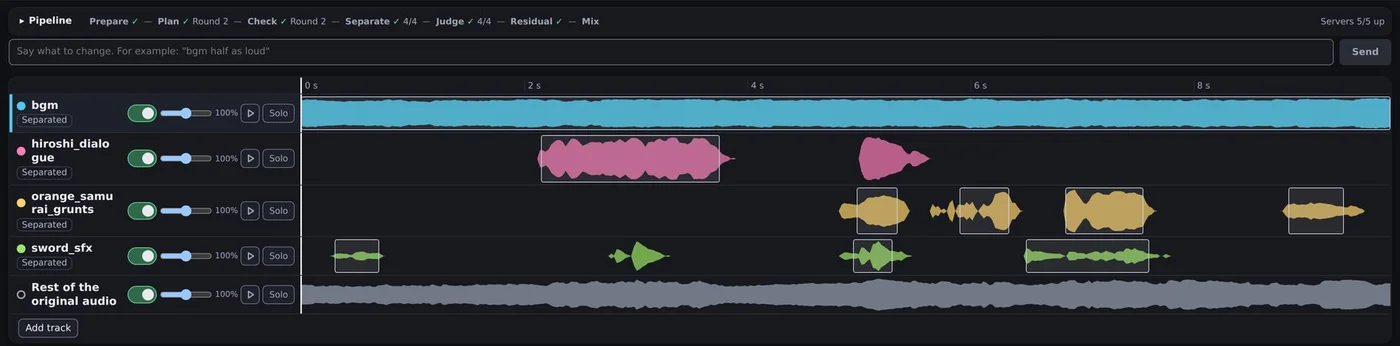 ▸ Pipeline Prepare ✓ — Plan ✓ Round 2 — Check ✓ Round 2 — Separate ✓ 4/4 — Judge ✓ 4/4 — Residual ✓ — Mix Servers 5/5 up
Say what to change. For example: "bgm half as loud" Send
0 s 2 s 4 s 6 s 8 s
bgm
Separated
100% Solo
hiroshi_dialo
gue
Separated
100% Solo
orange_samu
rai_grunts
Separated
100% Solo
sword_sfx
Separated
100% Solo
Rest of the
original audio
100% Solo
Add track